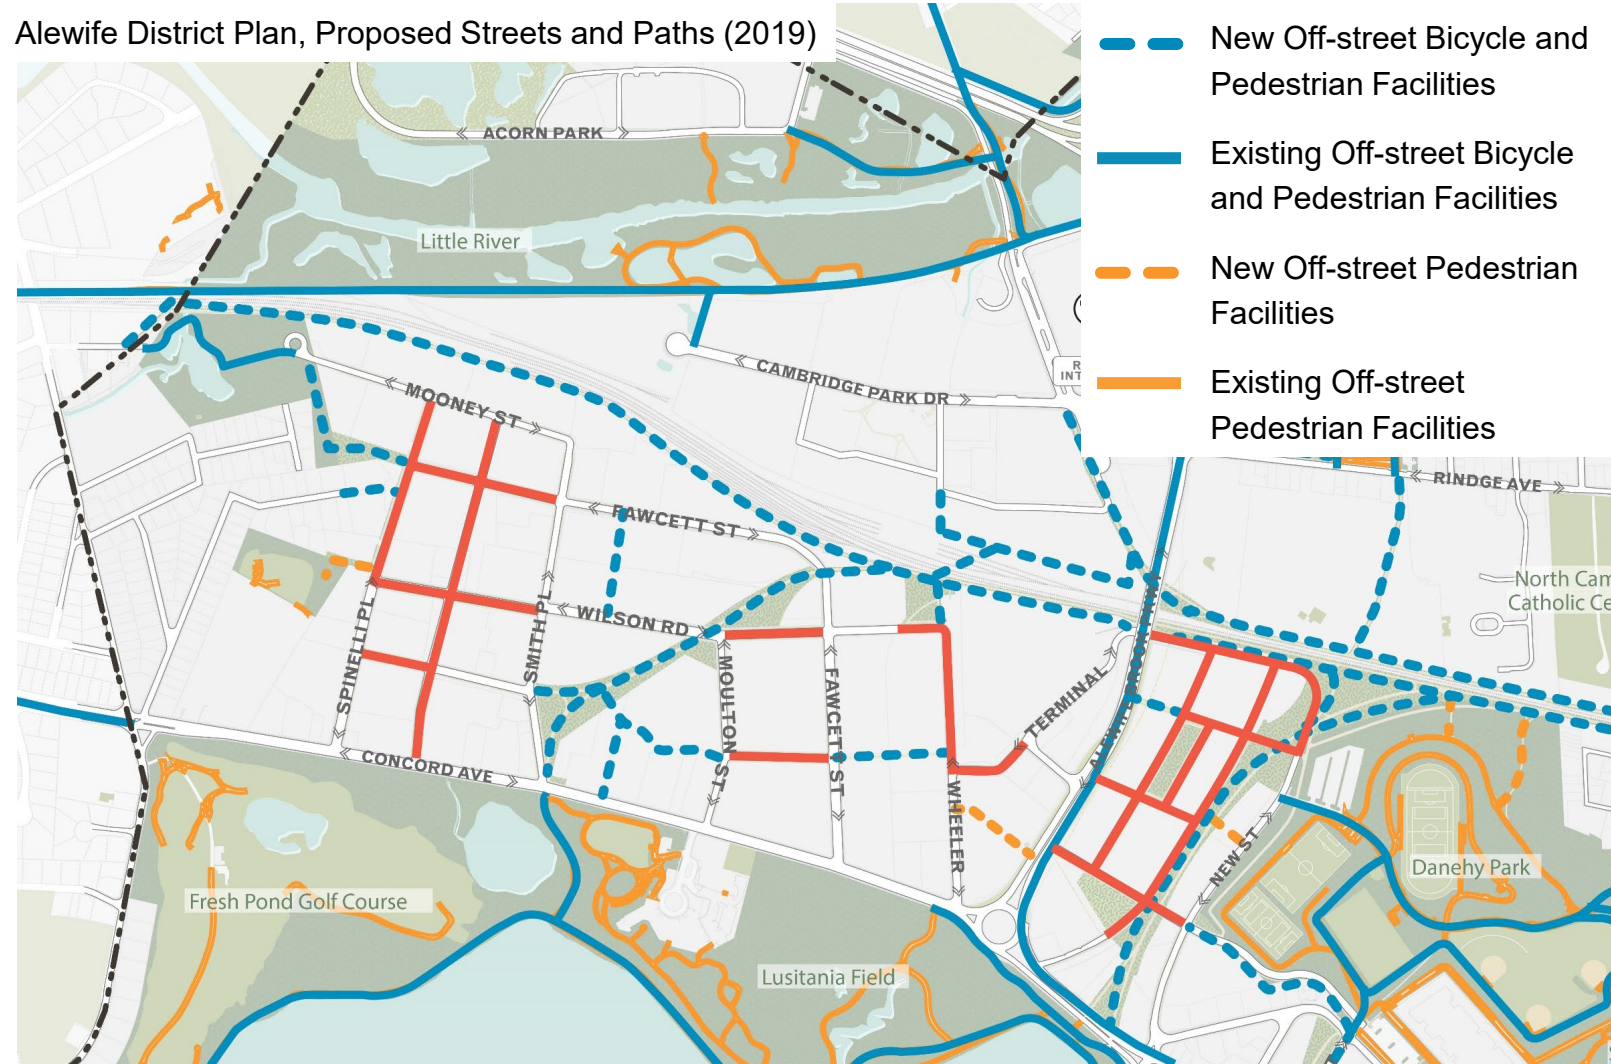 Alewife District Plan, Proposed Streets and Paths (2019)
New Off-street Bicycle and
Pedestrian Facilities
Existing Off-street Bicycle
and Pedestrian Facilities
New Off-street Pedestrian
Facilities
Existing Off-street
Pedestrian Facilities
ACORN PARK
Little River
CAMBRIDGE PARK DR
R
INT
MOONEY ST
RINDGE AVE
FAWCETT ST
North Cam
Catholic Ce
WILSON RD
SPINELLI PL
SMITH PL
MOULTON ST
FAWCETT ST
TERMINAL
CONCORD AVE
WHEELER
NEW ST
Danehy Park
Fresh Pond Golf Course
Lusitania Field